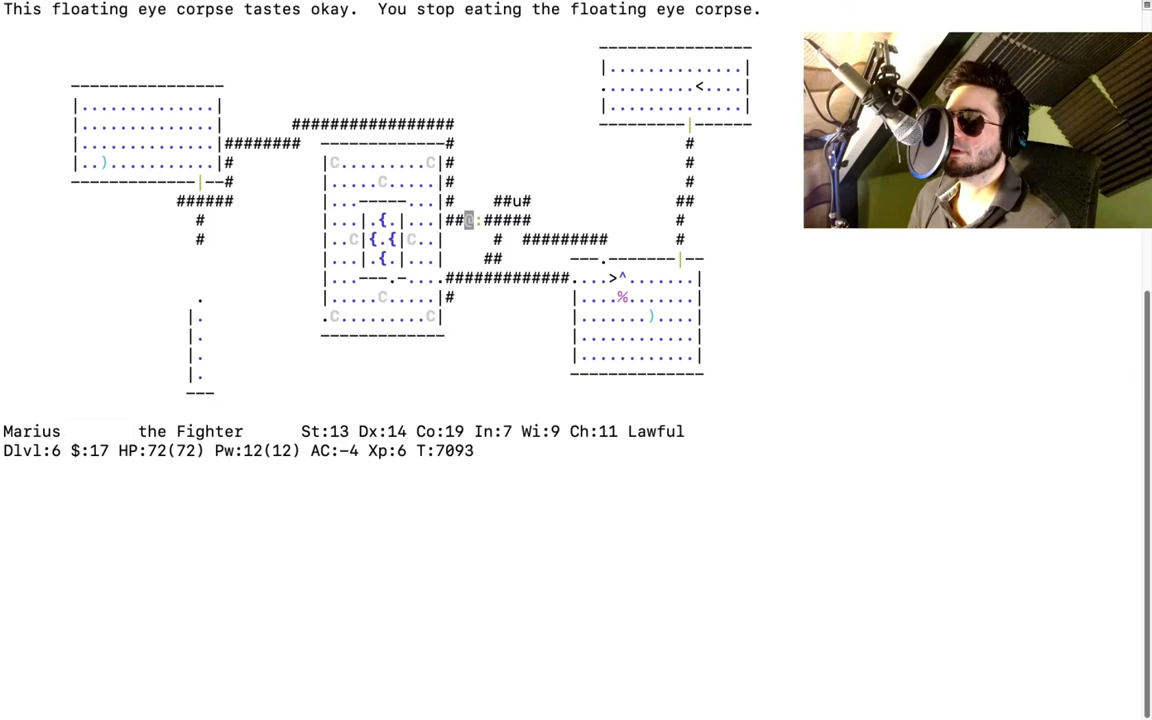 This floating eye corpse tastes okay.  You stop eating the floating eye corpse.
---------------- 
|..............|
---------------- .........<....|
|..............| |..............|
|..............| ################ ---------|------
|..............|######## -------------# #
|..)...........|# |C.........C|# #
-------------|--# |.....C.....|# #
###### |...-----...|# ##u# ##
# |...|.{.|...|##@:##### #
# |..C|{.{|C..| # ######### #
|...|.{.|...| ## ---.-------|--
|...---.-....#############....>^.......|
. |.....C.....|# |....%.......|
|. .C.........C| |.......)....|
|. ------------- |............|
|. |............|
|. --------------
---
Marius the Fighter St:13 Dx:14 Co:19 In:7 Wi:9 Ch:11 Lawful
Dlvl:6 $:17 HP:72(72) Pw:12(12) AC:-4 Xp:6 T:7093